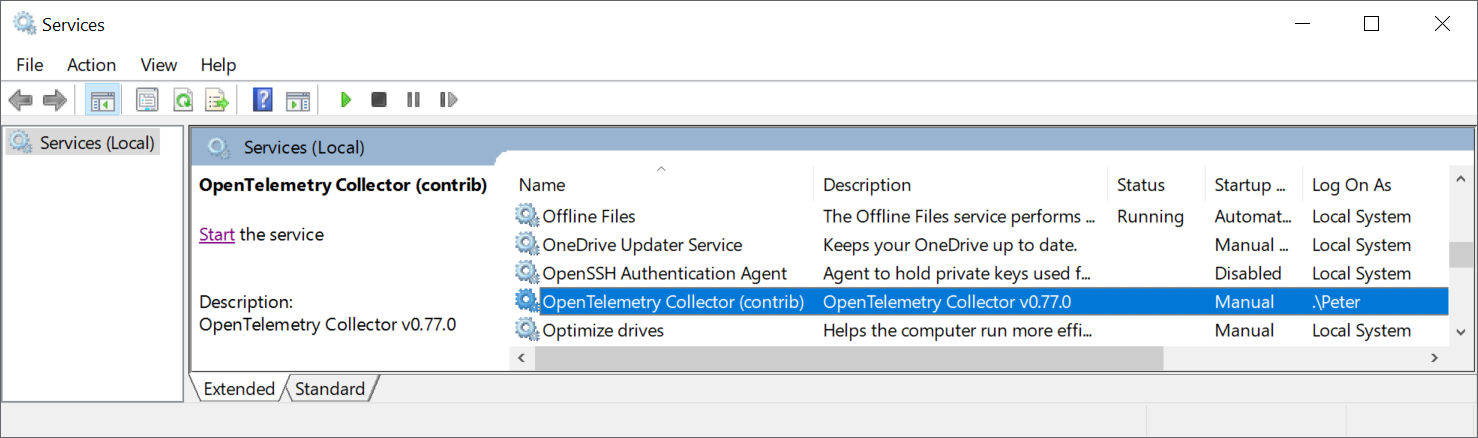 Services
File Action View Help
Services (Local)
Services (Local)
OpenTelemetry Collector (contrib)
Start the service
Description:
OpenTelemetry Collector v0.77.0
Name Description Status Startup ... Log On As
Offline Files The Offline Files service performs ... Running Automat... Local System
OneDrive Updater Service Keeps your OneDrive up to date. Manual ... Local System
OpenSSH Authentication Agent Agent to hold private keys used f... Disabled Local System
OpenTelemetry Collector (contrib) OpenTelemetry Collector v0.77.0 Manual .\Peter
Optimize drives Helps the computer run more effi... Manual Local System
Extended Standard